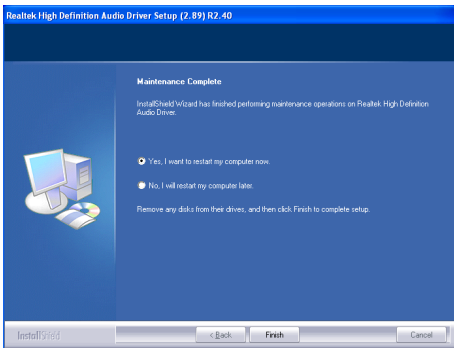 Realtek High Definition Audio Driver Setup (2.89) R2.40
Maintenance Complete
InstallShield Wizard has finished performing maintenance operations on Realtek High Definition
Audio Driver.
Yes, I want to restart my computer now.
No, I will restart my computer later.
Remove any disks from their drives, and then click Finish to complete setup.
InstallShield
< Back
Finish
Cancel